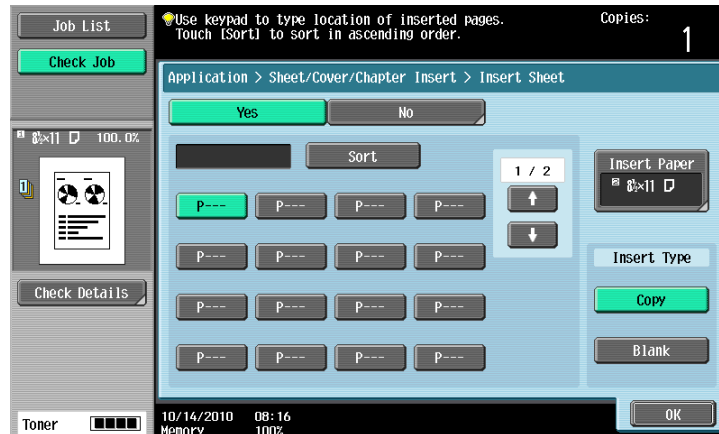 Job List
Check Job
Use keypad to type location of inserted pages.
Touch [Sort] to sort in ascending order.
Copies:
1
Application > Sheet/Cover/Chapter Insert > Insert Sheet
Yes
No
2 8½×11 100.0%
1
Sort
1 / 2
Insert Paper
2 8½×11
P---
P---
P---
P---
P---
P---
P---
P---
Insert Type
Check Details
P---
P---
P---
P---
Copy
P---
P---
P---
P---
Blank
Toner
10/14/2010 08:16
Memory 100%
OK